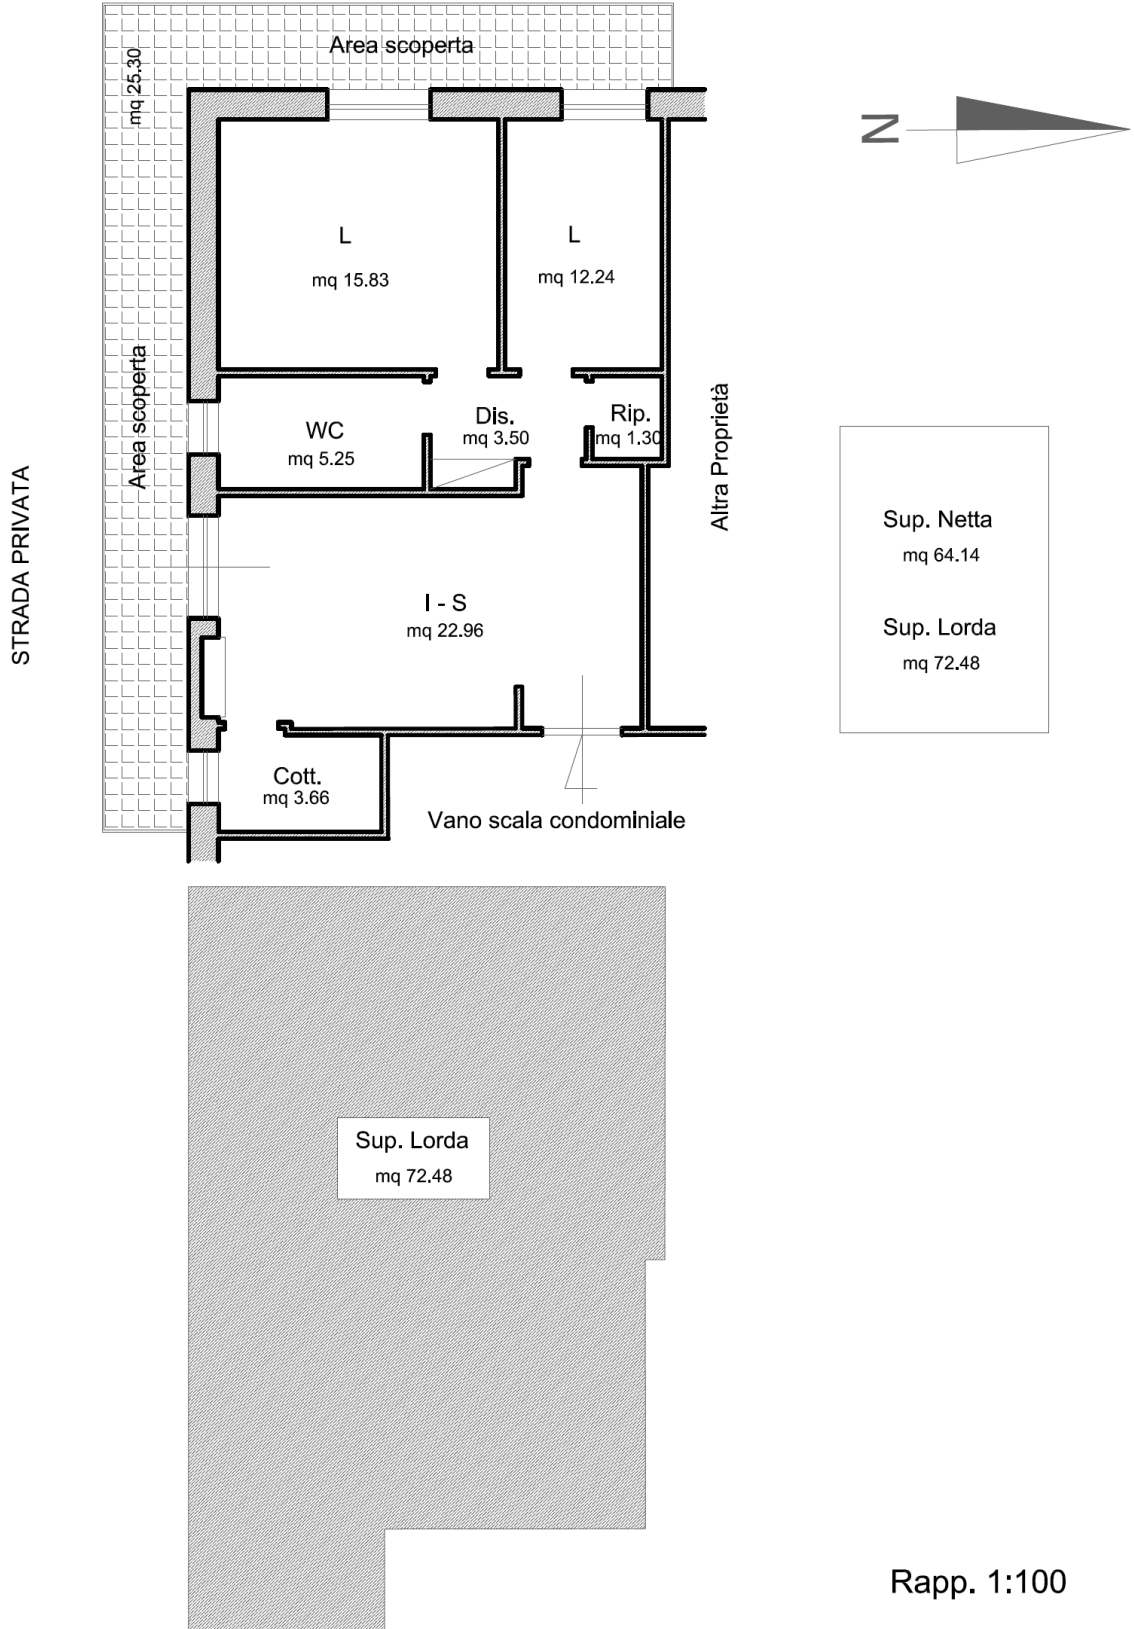 Area scoperta
mq 25.30
N
L
mq 15.83
L
mq 12.24
Area scoperta
WC
mq 5.25
Dis.
mq 3.50
Rip.
mq 1.30
Altra Proprietà
STRADA PRIVATA
Sup. Netta
mq 64.14
Sup. Lorda
mq 72.48
I - S
mq 22.96
Cott.
mq 3.66
Vano scala condominiale
Sup. Lorda
mq 72.48
Rapp. 1:100